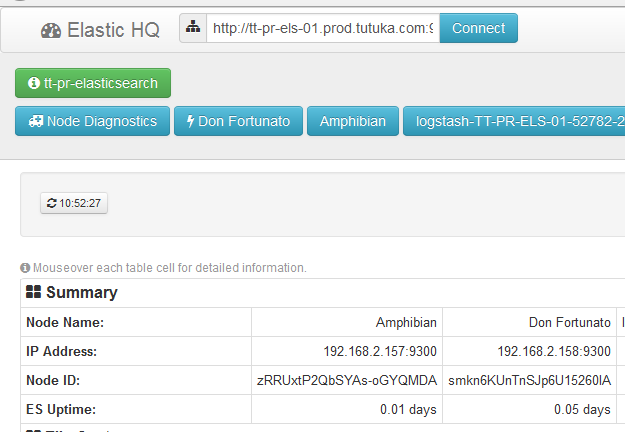 Elastic HQ http://tt-pr-els-01.prod.tutuka.com:9 Connect
tt-pr-elasticsearch
Node Diagnostics Don Fortunato Amphibian logstash-TT-PR-ELS-01-52782-2
10:52:27
Mouseover each table cell for detailed information.
Summary
Node Name: Amphibian Don Fortunato
IP Address: 192.168.2.157:9300 192.168.2.158:9300
Node ID: zRRUxtP2QbSYAs-oGYQMDA smkn6KUnTnSJp6U15260lA
ES Uptime: 0.01 days 0.05 days